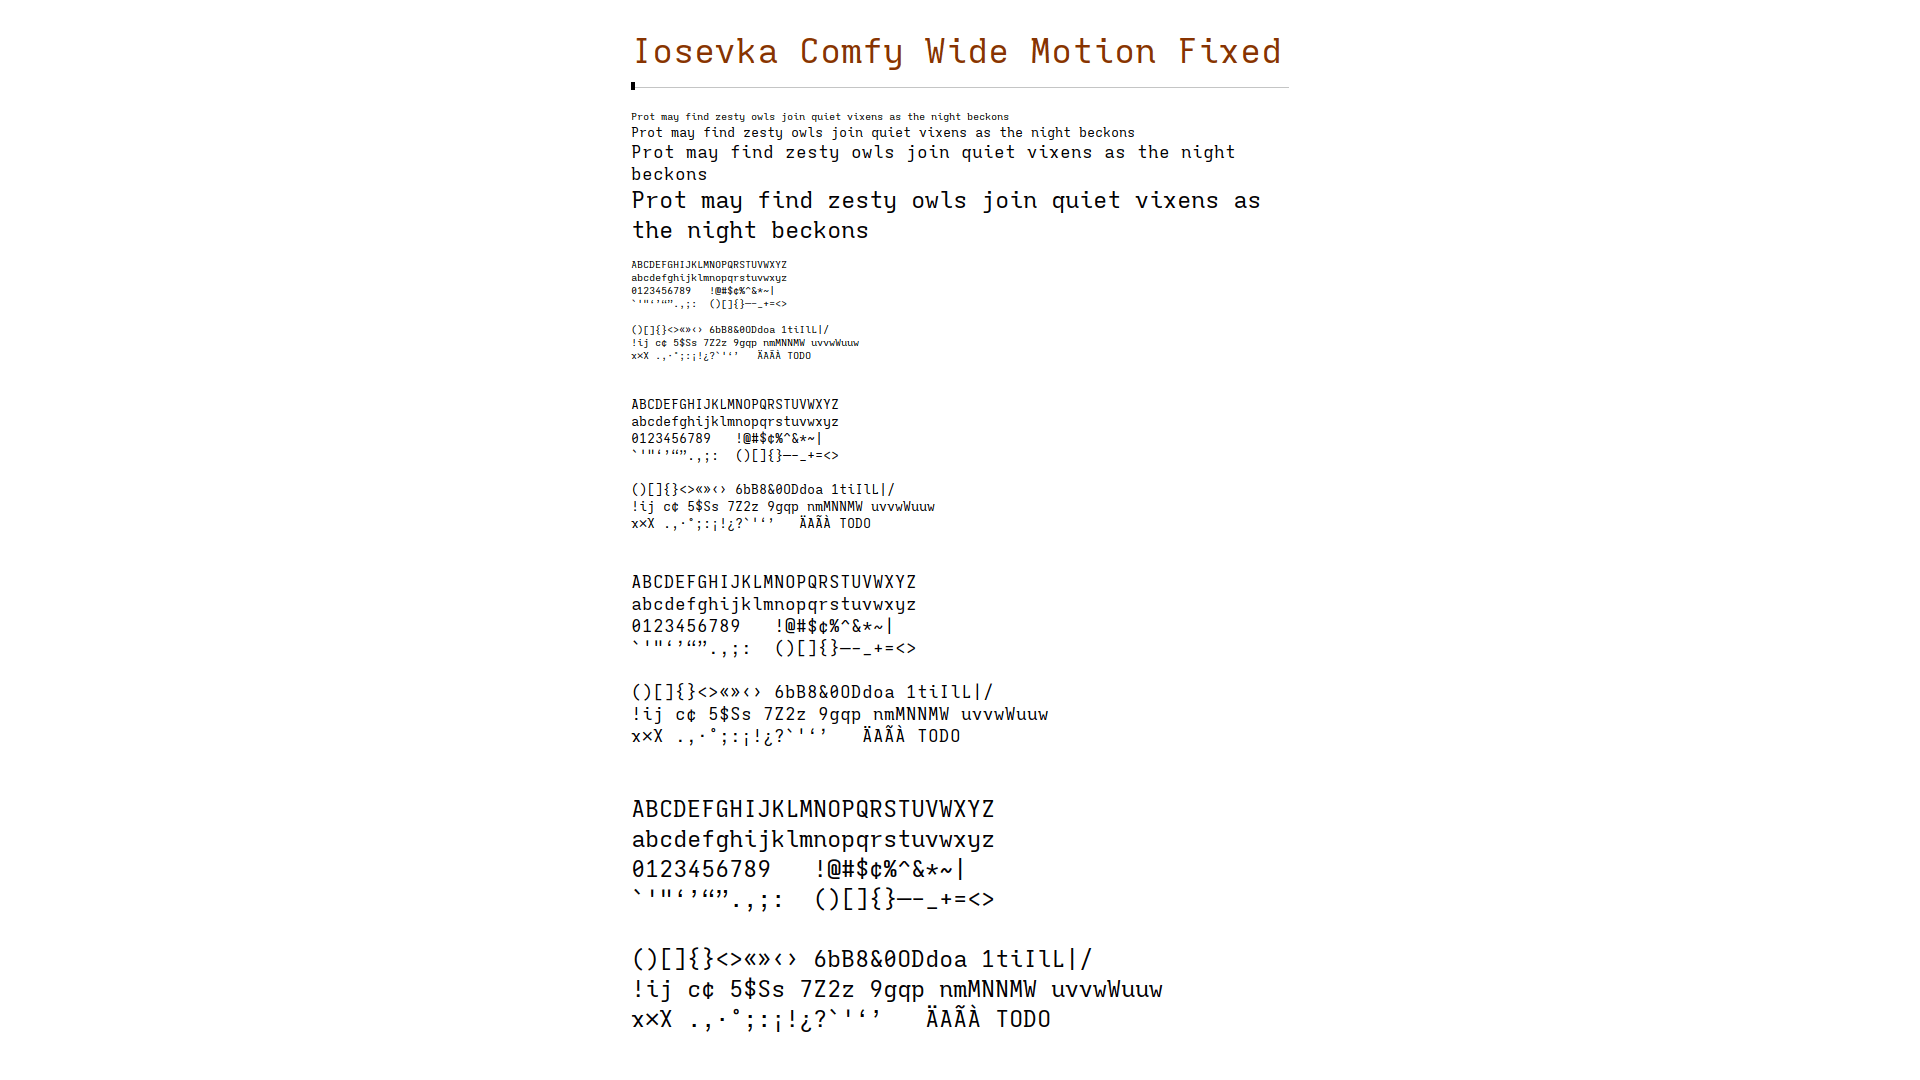 Iosevka Comfy Wide Motion Fixed
Prot may find zesty owls join quiet vixens as the night beckons
Prot may find zesty owls join quiet vixens as the night beckons
Prot may find zesty owls join quiet vixens as the night
beckons
Prot may find zesty owls join quiet vixens as
the night beckons
ABCDEFGHIJKLMNOPQRSTUVWXYZ
abcdefghijklmnopqrstuvwxyz
0123456789   !@#$¢%^&*~|
`'"‘’“”.,;:  ()[]{}—-_+=<>
()[]{}<>«»‹› 6bB8&0ODdoa 1tiIlL|/
!ij c¢ 5$Ss 7Z2z 9gqp nmMNNMW uvvwWuuw
x×X .,·°;:¡!¿?`'‘’   ÄAÃÀ TODO
ABCDEFGHIJKLMNOPQRSTUVWXYZ
abcdefghijklmnopqrstuvwxyz
0123456789   !@#$¢%^&*~|
`'"‘’“”.,;:  ()[]{}—-_+=<>
()[]{}<>«»‹› 6bB8&0ODdoa 1tiIlL|/
!ij c¢ 5$Ss 7Z2z 9gqp nmMNNMW uvvwWuuw
x×X .,·°;:¡!¿?`'‘’   ÄAÃÀ TODO
ABCDEFGHIJKLMNOPQRSTUVWXYZ
abcdefghijklmnopqrstuvwxyz
0123456789   !@#$¢%^&*~|
`'"‘’“”.,;:  ()[]{}—-_+=<>
()[]{}<>«»‹› 6bB8&0ODdoa 1tiIlL|/
!ij c¢ 5$Ss 7Z2z 9gqp nmMNNMW uvvwWuuw
x×X .,·°;:¡!¿?`'‘’   ÄAÃÀ TODO
ABCDEFGHIJKLMNOPQRSTUVWXYZ
abcdefghijklmnopqrstuvwxyz
0123456789   !@#$¢%^&*~|
`'"‘’“”.,;:  ()[]{}—-_+=<>
()[]{}<>«»‹› 6bB8&0ODdoa 1tiIlL|/
!ij c¢ 5$Ss 7Z2z 9gqp nmMNNMW uvvwWuuw
x×X .,·°;:¡!¿?`'‘’   ÄAÃÀ TODO